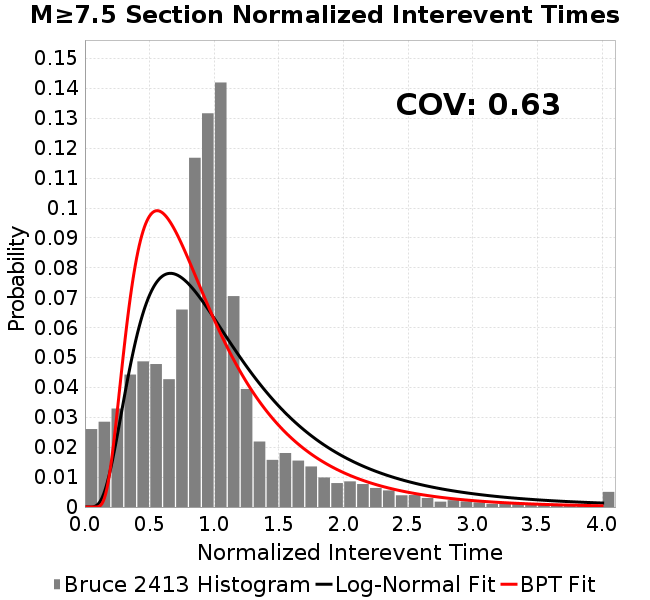 M≥7.5 Section Normalized Interevent Times
COV: 0.63
Probability
0.15
0.14
0.13
0.12
0.11
0.1
0.09
0.08
0.07
0.06
0.05
0.04
0.03
0.02
0.01
0
0.0 0.5 1.0 1.5 2.0 2.5 3.0 3.5 4.0
Normalized Interevent Time
Bruce 2413 Histogram Log-Normal Fit BPT Fit